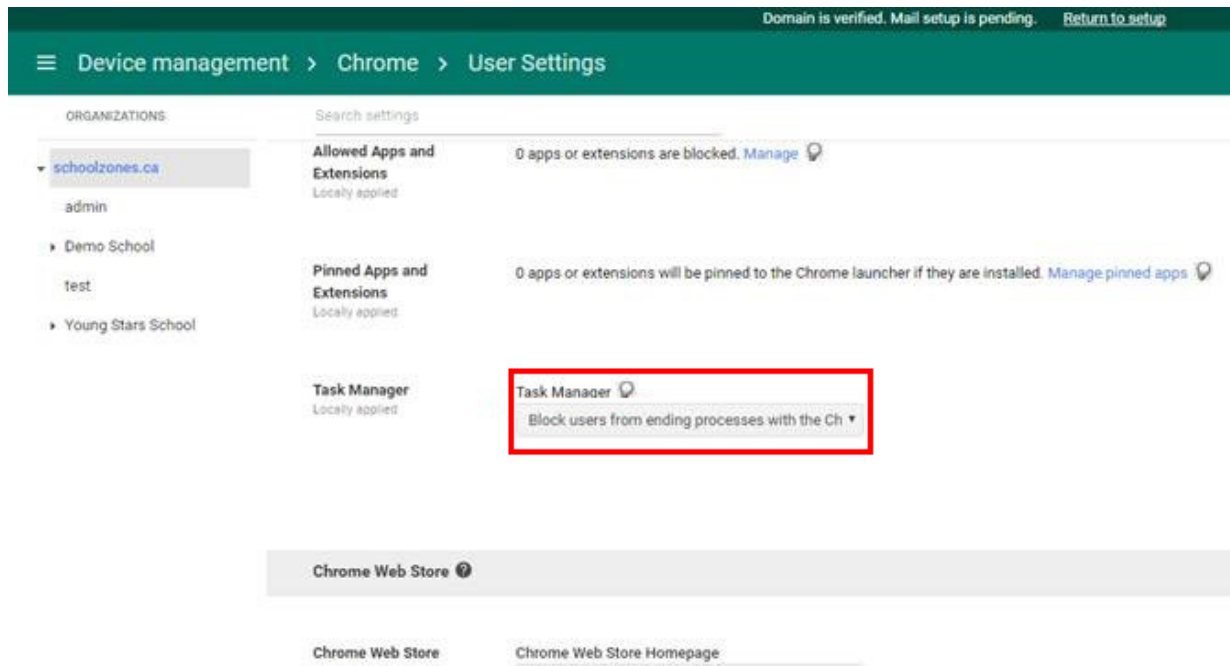 Domain is verified. Mail setup is pending. Return to setup
Device management > Chrome > User Settings
ORGANIZATIONS
Search settings
schoolzones.ca
admin
Demo School
test
Young Stars School
Allowed Apps and
Extensions
Locally applied
0 apps or extensions are blocked. Manage
Pinned Apps and
Extensions
Locally applied
0 apps or extensions will be pinned to the Chrome launcher if they are installed. Manage pinned apps
Task Manager
Locally applied
Task Manager
Block users from ending processes with the Ch
Chrome Web Store
Chrome Web Store
Chrome Web Store Homepage